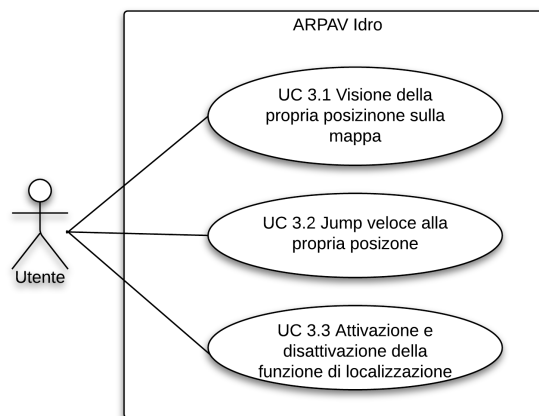 ARPAV Idro
UC 3.1 Visione della
propria posizinone sulla
mappa
UC 3.2 Jump veloce alla
propria posizone
Utente
UC 3.3 Attivazione e
disattivazione della
funzione di localizzazione